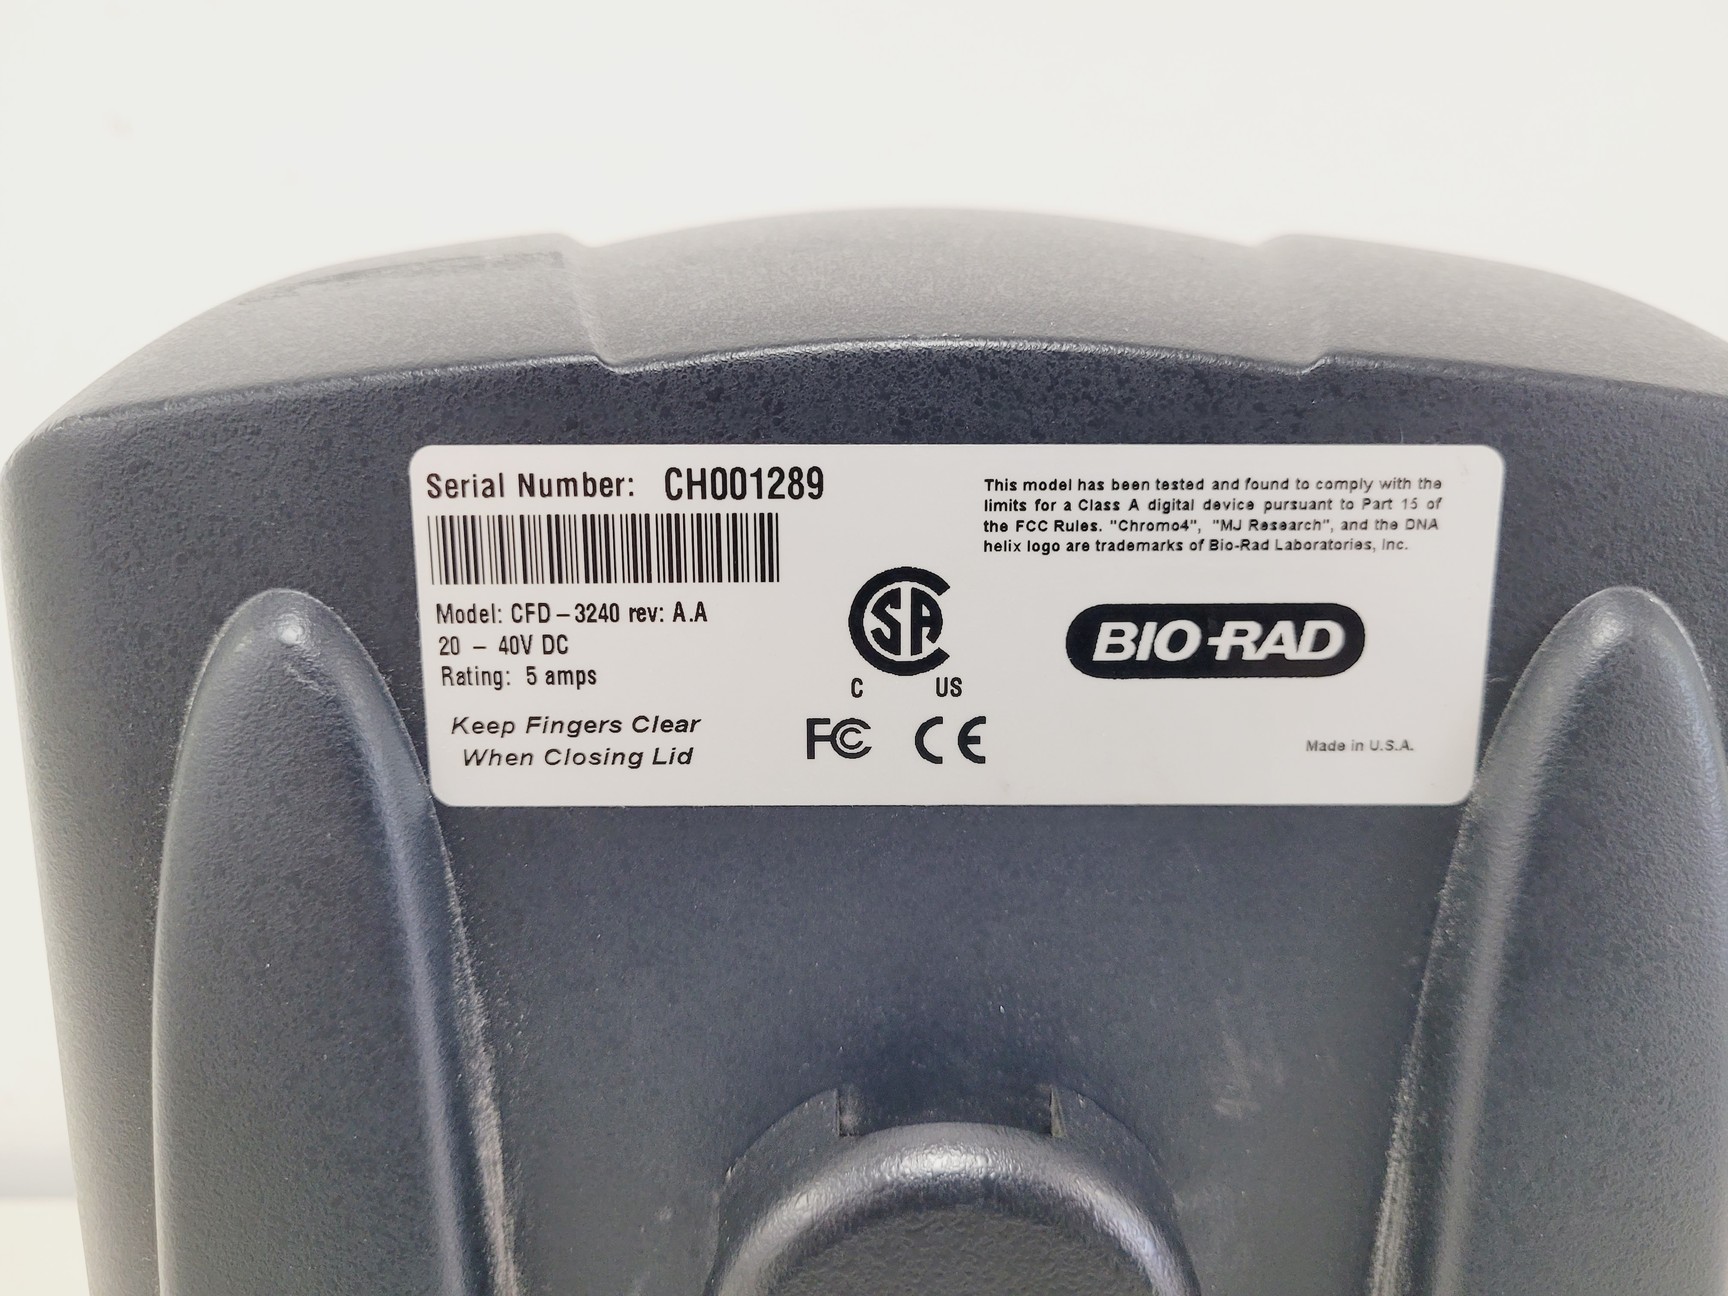 Serial Number: CH001289
Model: CFD-3240 rev: A.A
20 - 40V DC
Rating: 5 amps
Keep Fingers Clear
When Closing Lid
This model has been tested and found to comply with the
limits for a Class A digital device pursuant to Part 15 of
the FCC Rules. "Chromo4", "MJ Research", and the DNA
helix logo are trademarks of Bio-Rad Laboratories, Inc.
SA
C US
FC CE
BIO-RAD
Made in U.S.A.